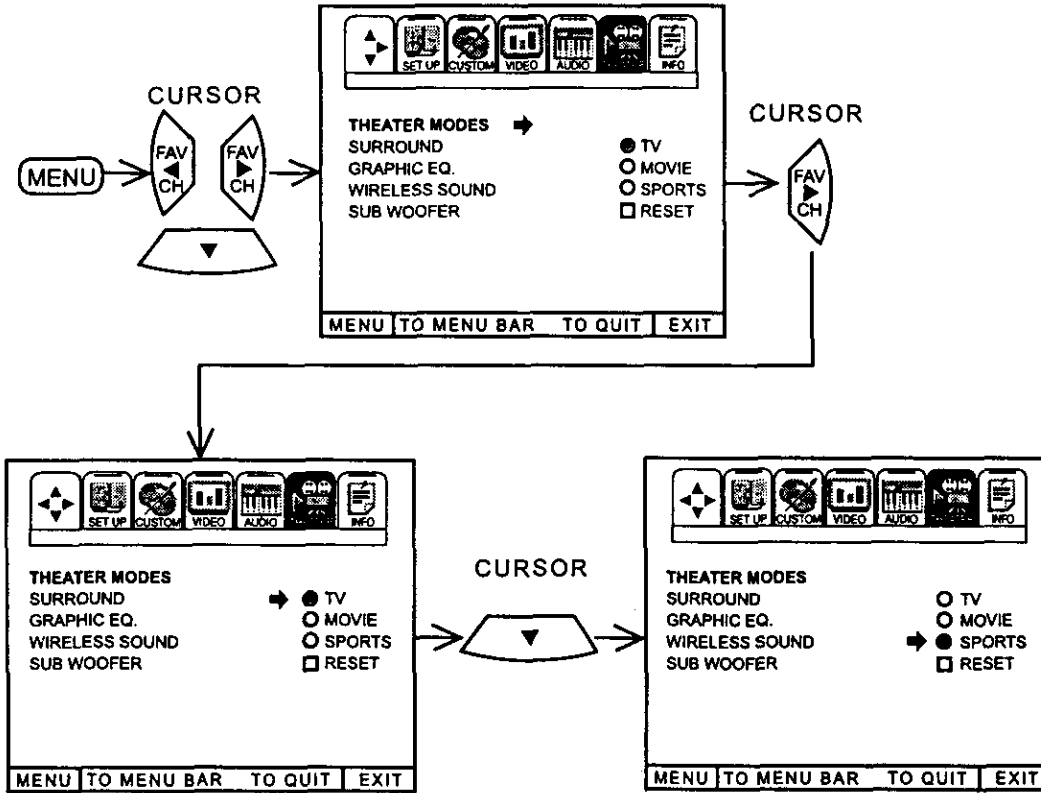 SET UP CUSTOM VIDEO AUDIO INFO
CURSOR
FAV CH
FAV CH
MENU
THEATER MODES
SURROUND TV
GRAPHIC EQ. MOVIE
WIRELESS SOUND SPORTS
SUB WOOFER RESET
MENU TO MENU BAR TO QUIT EXIT
CURSOR
FAV CH
SET UP CUSTOM VIDEO AUDIO INFO
THEATER MODES
SURROUND TV
GRAPHIC EQ. MOVIE
WIRELESS SOUND SPORTS
SUB WOOFER RESET
MENU TO MENU BAR TO QUIT EXIT
CURSOR
SET UP CUSTOM VIDEO AUDIO INFO
THEATER MODES
SURROUND TV
GRAPHIC EQ. MOVIE
WIRELESS SOUND SPORTS
SUB WOOFER RESET
MENU TO MENU BAR TO QUIT EXIT